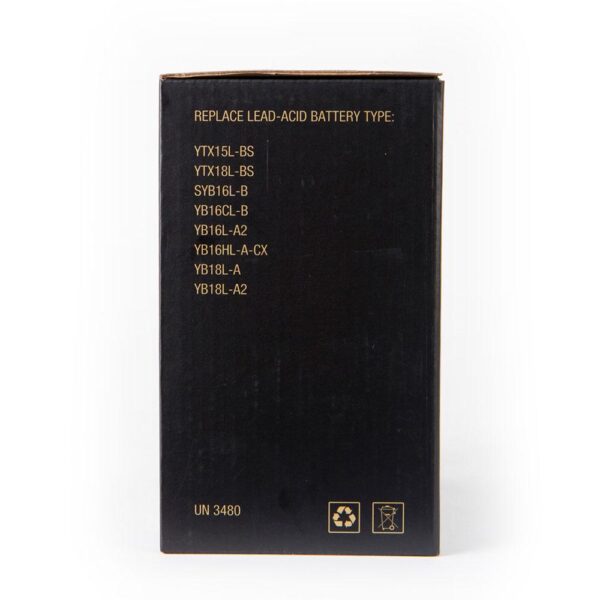 REPLACE LEAD-ACID BATTERY TYPE:
YTX15L-BS
YTX18L-BS
SYB16L-B
YB16CL-B
YB16L-A2
YB16HL-A-CX
YB18L-A
YB18L-A2
UN 3480